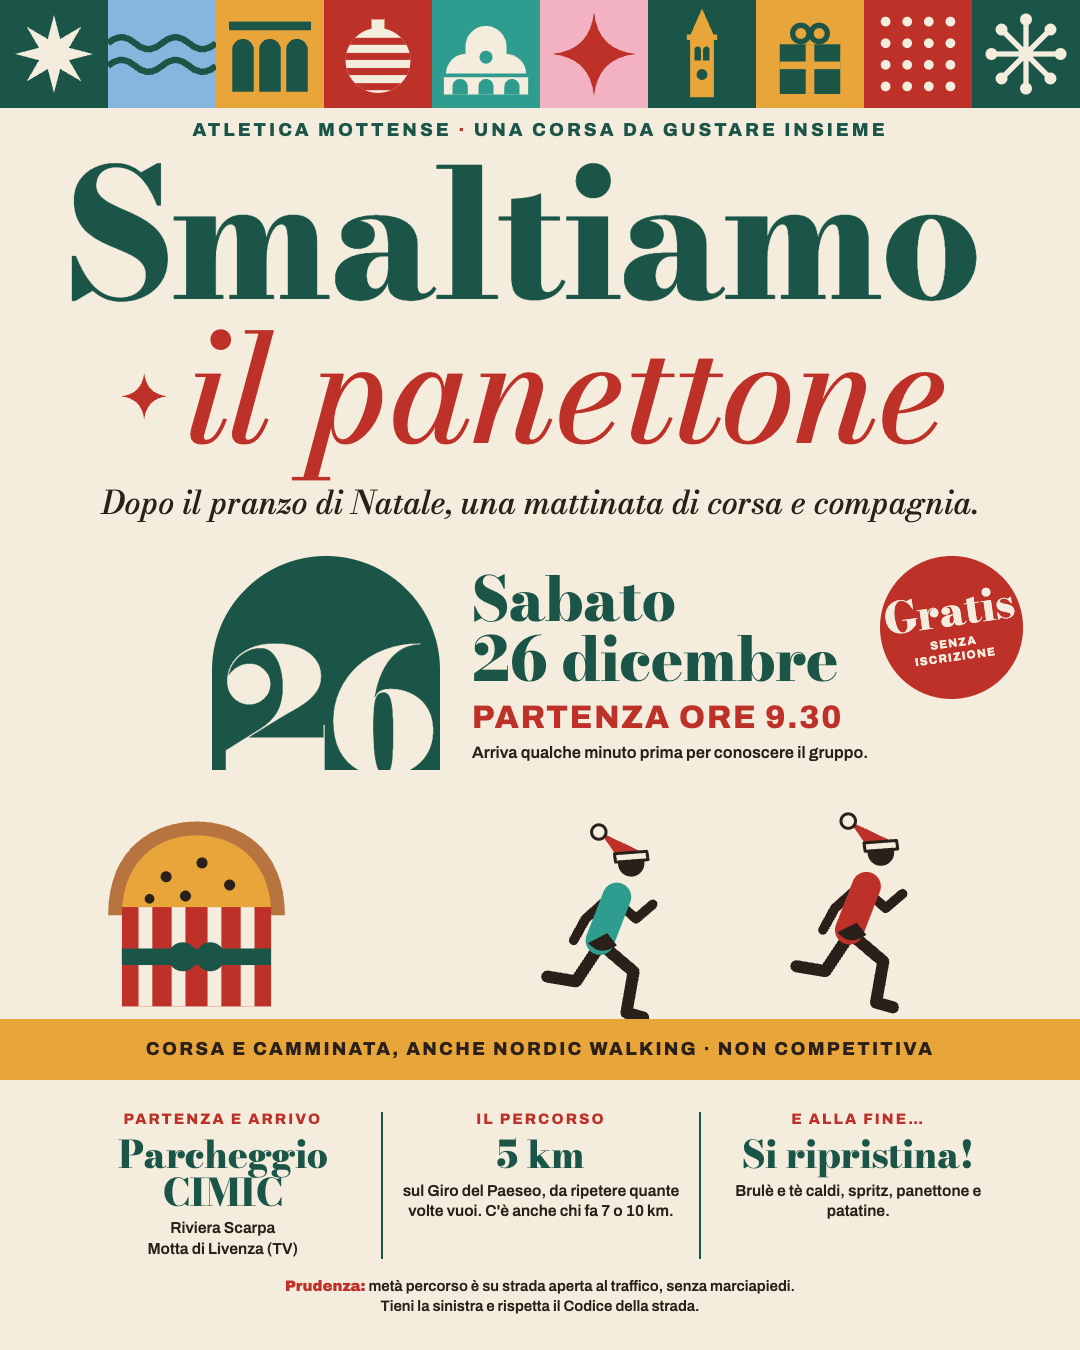 ATLETICA MOTTENSE · UNA CORSA DA GUSTARE INSIEME
Smaltiamo
il panettone
Dopo il pranzo di Natale, una mattinata di corsa e compagnia.
26
Sabato
26 dicembre
PARTENZA ORE 9.30
Arriva qualche minuto prima per conoscere il gruppo.
Gratis
SENZA
ISCRIZIONE
CORSA E CAMMINATA, ANCHE NORDIC WALKING · NON COMPETITIVA
PARTENZA E ARRIVO
Parcheggio
CIMIC
Riviera Scarpa
Motta di Livenza (TV)
IL PERCORSO
5 km
sul Giro del Paeseo, da ripetere quante
volte vuoi. C'è anche chi fa 7 o 10 km.
E ALLA FINE...
Si ripristina!
Brulè e tè caldi, spritz, panettone e
patatine.
Prudenza: metà percorso è su strada aperta al traffico, senza marciapiedi.
Tieni la sinistra e rispetta il Codice della strada.